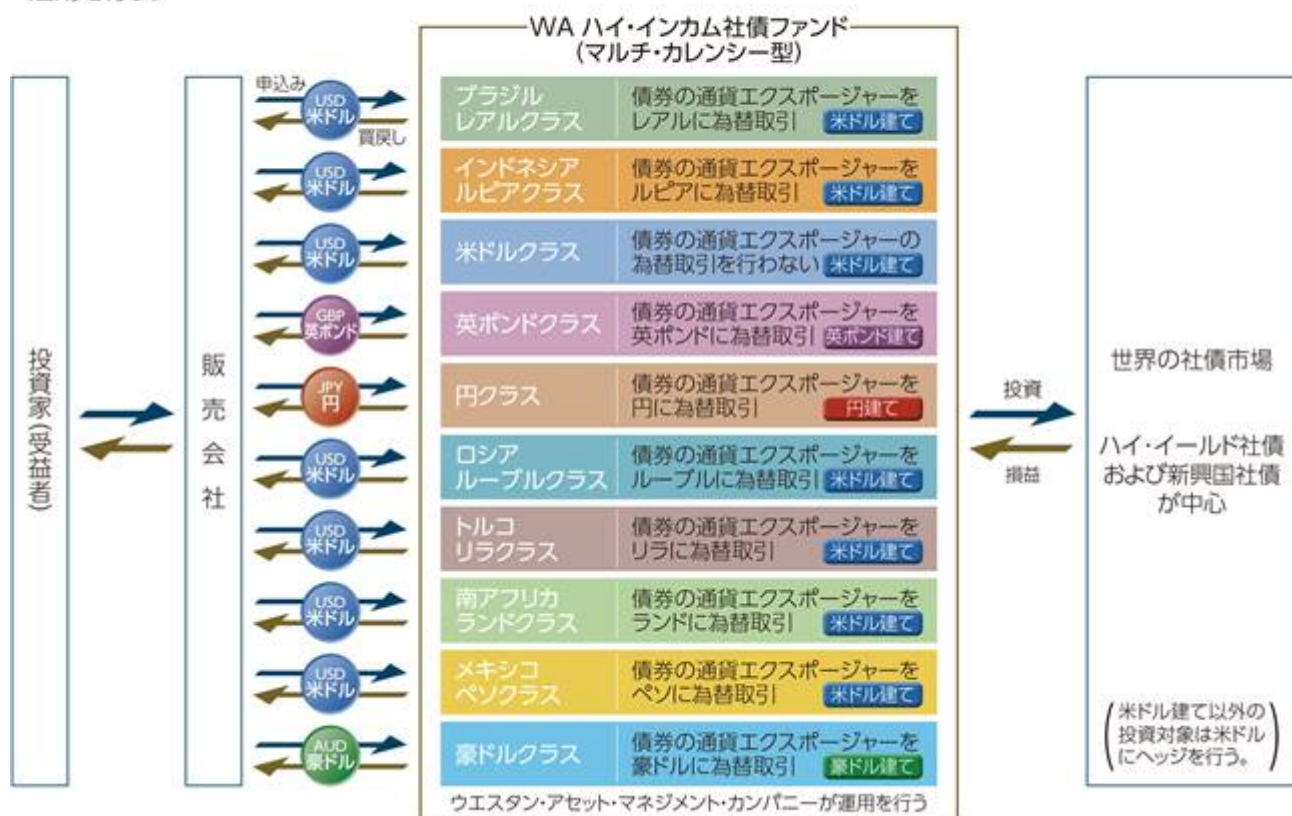 WA ハイ・インカム社債ファンド
(マルチ・カレンシー型)
投資家(受益者)
販売会社
申込み
買戻し
USD
米ドル
ブラジル
レアルクラス
債券の通貨エクスポージャーを
レアルに為替取引 米ドル建て
USD
米ドル
インドネシア
ルピアクラス
債券の通貨エクスポージャーを
ルピアに為替取引 米ドル建て
USD
米ドル
米ドルクラス
債券の通貨エクスポージャーの
為替取引を行わない 米ドル建て
GBP
英ポンド
英ポンドクラス
債券の通貨エクスポージャーを
英ポンドに為替取引 英ポンド建て
JPY
円
円クラス
債券の通貨エクスポージャーを
円に為替取引 円建て
USD
米ドル
ロシア
ルーブルクラス
債券の通貨エクスポージャーを
ルーブルに為替取引 米ドル建て
USD
米ドル
トルコ
リラクラス
債券の通貨エクスポージャーを
リラに為替取引 米ドル建て
USD
米ドル
南アフリカ
ランドクラス
債券の通貨エクスポージャーを
ランドに為替取引 米ドル建て
USD
米ドル
メキシコ
ペソクラス
債券の通貨エクスポージャーを
ペソに為替取引 米ドル建て
AUD
豪ドル
豪ドルクラス
債券の通貨エクスポージャーを
豪ドルに為替取引 豪ドル建て
ウエスタン・アセット・マネジメント・カンパニーが運用を行う
投資
損益
世界の社債市場
ハイ・イールド社債
および新興国社債
が中心
(米ドル建て以外の
投資対象は米ドル
にヘッジを行う。)